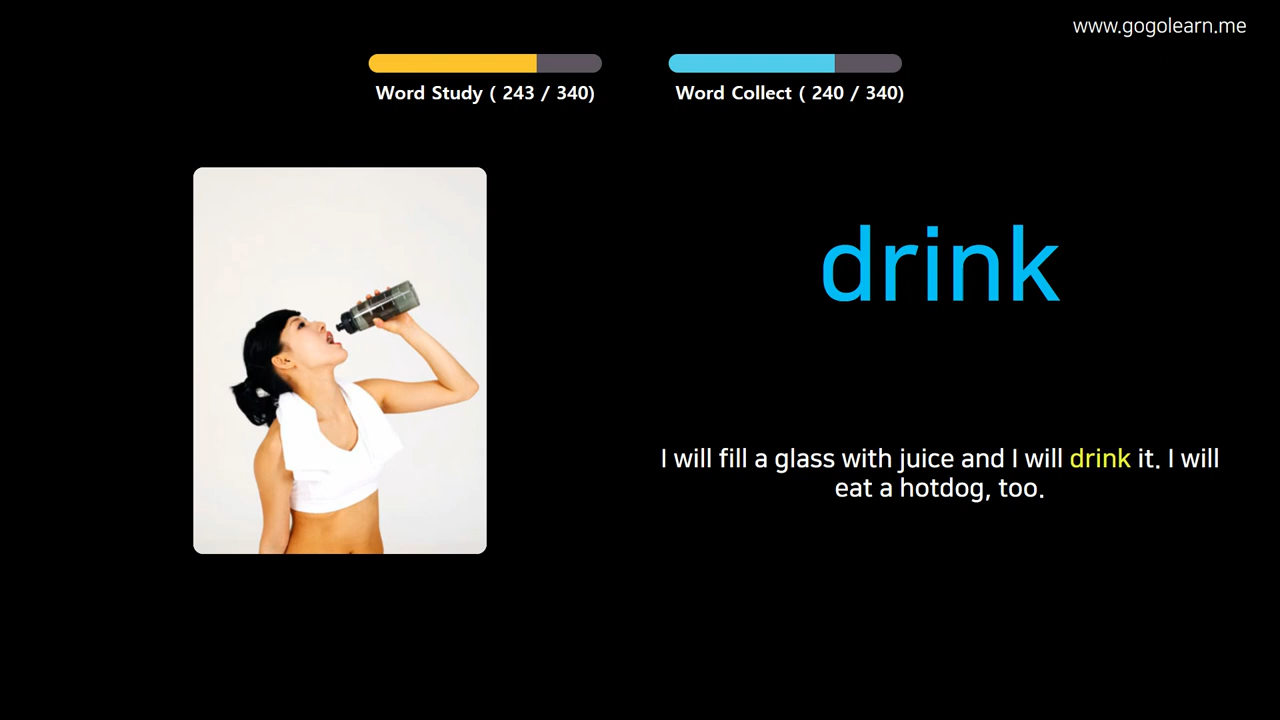 www.gogolearn.me
Word Study ( 243 / 340)
Word Collect ( 240 / 340)
drink
I will fill a glass with juice and I will drink it. I will
eat a hotdog, too.